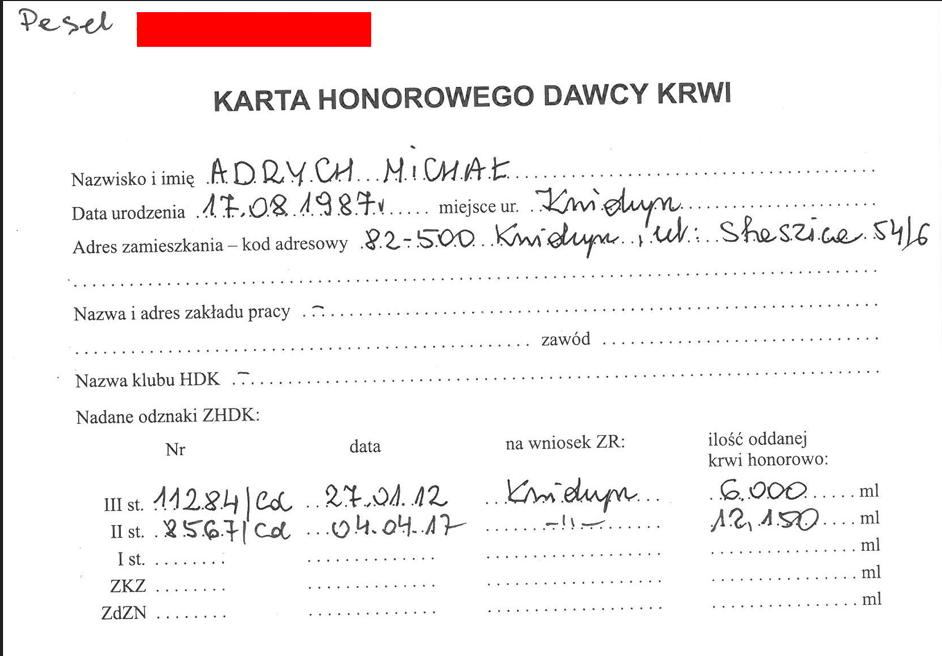 Pesel
KARTA HONOROWEGO DAWCY KRWI
Nazwisko i imię ADRYCH MiCHAŁ
Data urodzenia 17.08.1987r miejsce ur. Kwidzyn
Adres zamieszkania – kod adresowy 82-500 Kwidzyn, ul: Staszica 54/6
Nazwa i adres zakładu pracy –
zawód
Nazwa klubu HDK –
Nadane odznaki ZHDK:
Nr data na wniosek ZR: ilość oddanej krwi honorowo:
III st. 11284/Cd 27.01.12 Kwidzyn 6.000 ml
II st. 8567/Cd 04.04.17 -11- 12,150 ml
I st. ml
ZKZ ml
ZdZN ml